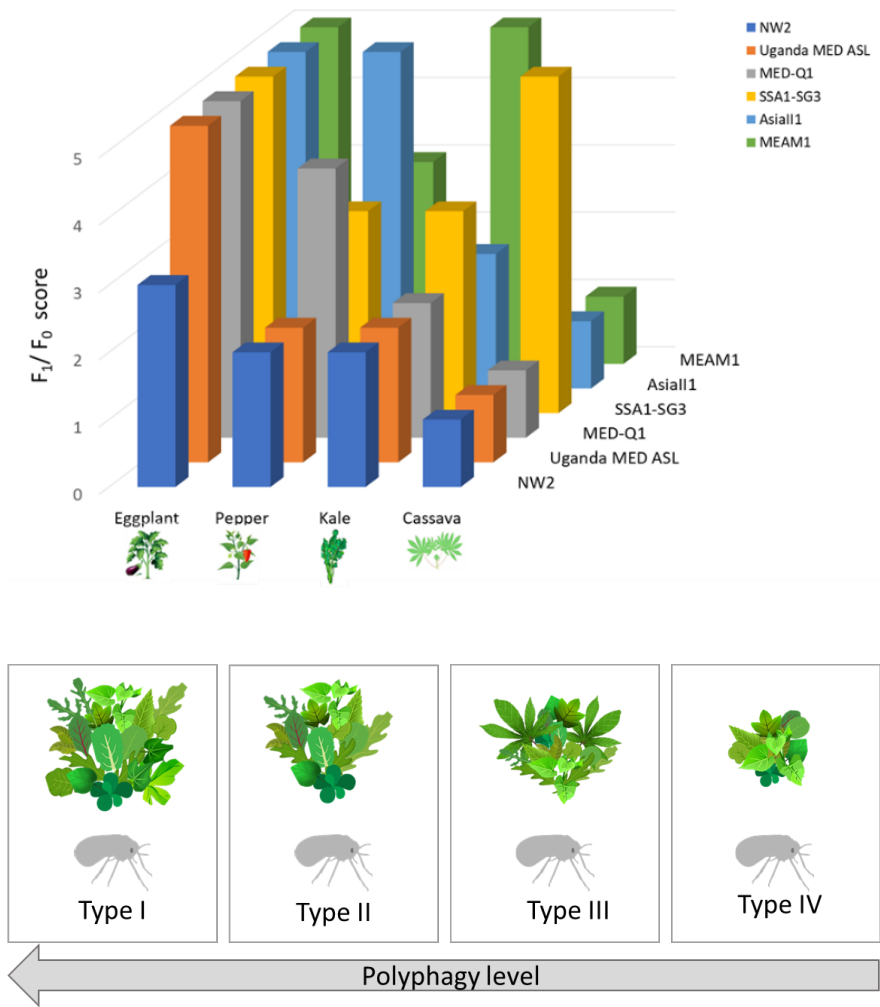 NW2
Uganda MED ASL
MED-Q1
SSA1-SG3
AsiaII1
MEAM1
5
4
3
2
1
0
F1/ F0 score
MEAM1
AsiaII1
SSA1-SG3
MED-Q1
Uganda MED ASL
NW2
Eggplant Pepper Kale Cassava
Type I Type II Type III Type IV
Polyphagy level